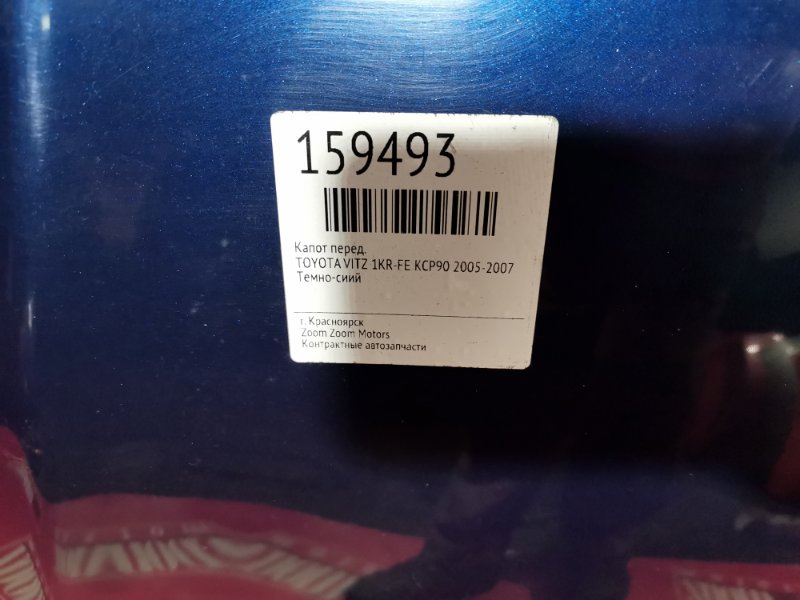 159493
Капот перед.
TOYOTA VITZ 1KR-FE KCP90 2005-2007
Темно-сиий
г. Красноярск
Zoom Zoom Motors
Контрактные автозапчасти